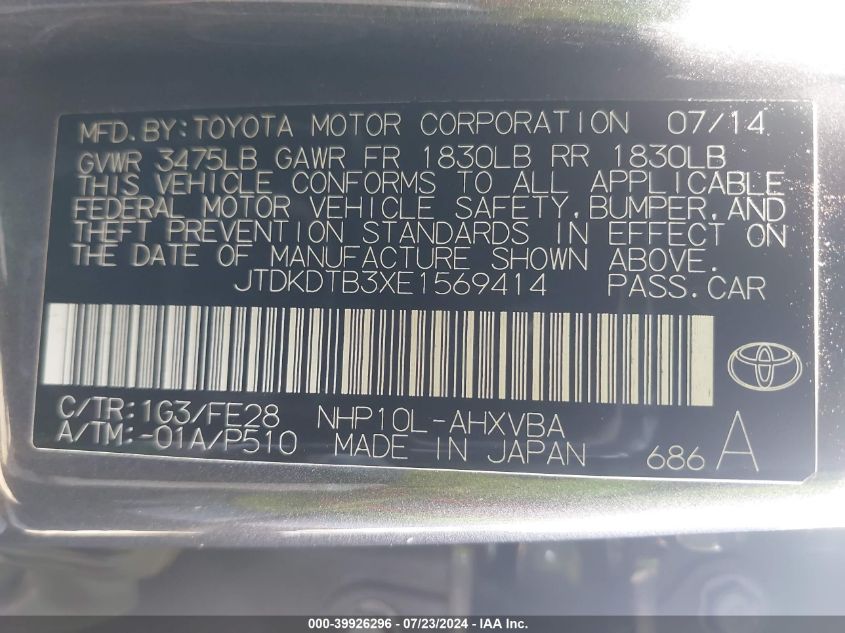 MFD. BY: TOYOTA MOTOR CORPORATION 07/14
GVWR 3475LB GAWR FR 1830LB RR 1830LB
THIS VEHICLE CONFORMS TO ALL APPLICABLE
FEDERAL MOTOR VEHICLE SAFETY, BUMPER, AND
THEFT PREVENTION STANDARDS IN EFFECT ON
THE DATE OF MANUFACTURE SHOWN ABOVE.
JTDKDTB3XE1569414 PASS. CAR
C/TR: 1G3/FE28 NHP10L-AHXVBA
A/TM: -01A/P510 MADE IN JAPAN 686 A
000-39926296 - 07/23/2024 - IAA Inc.